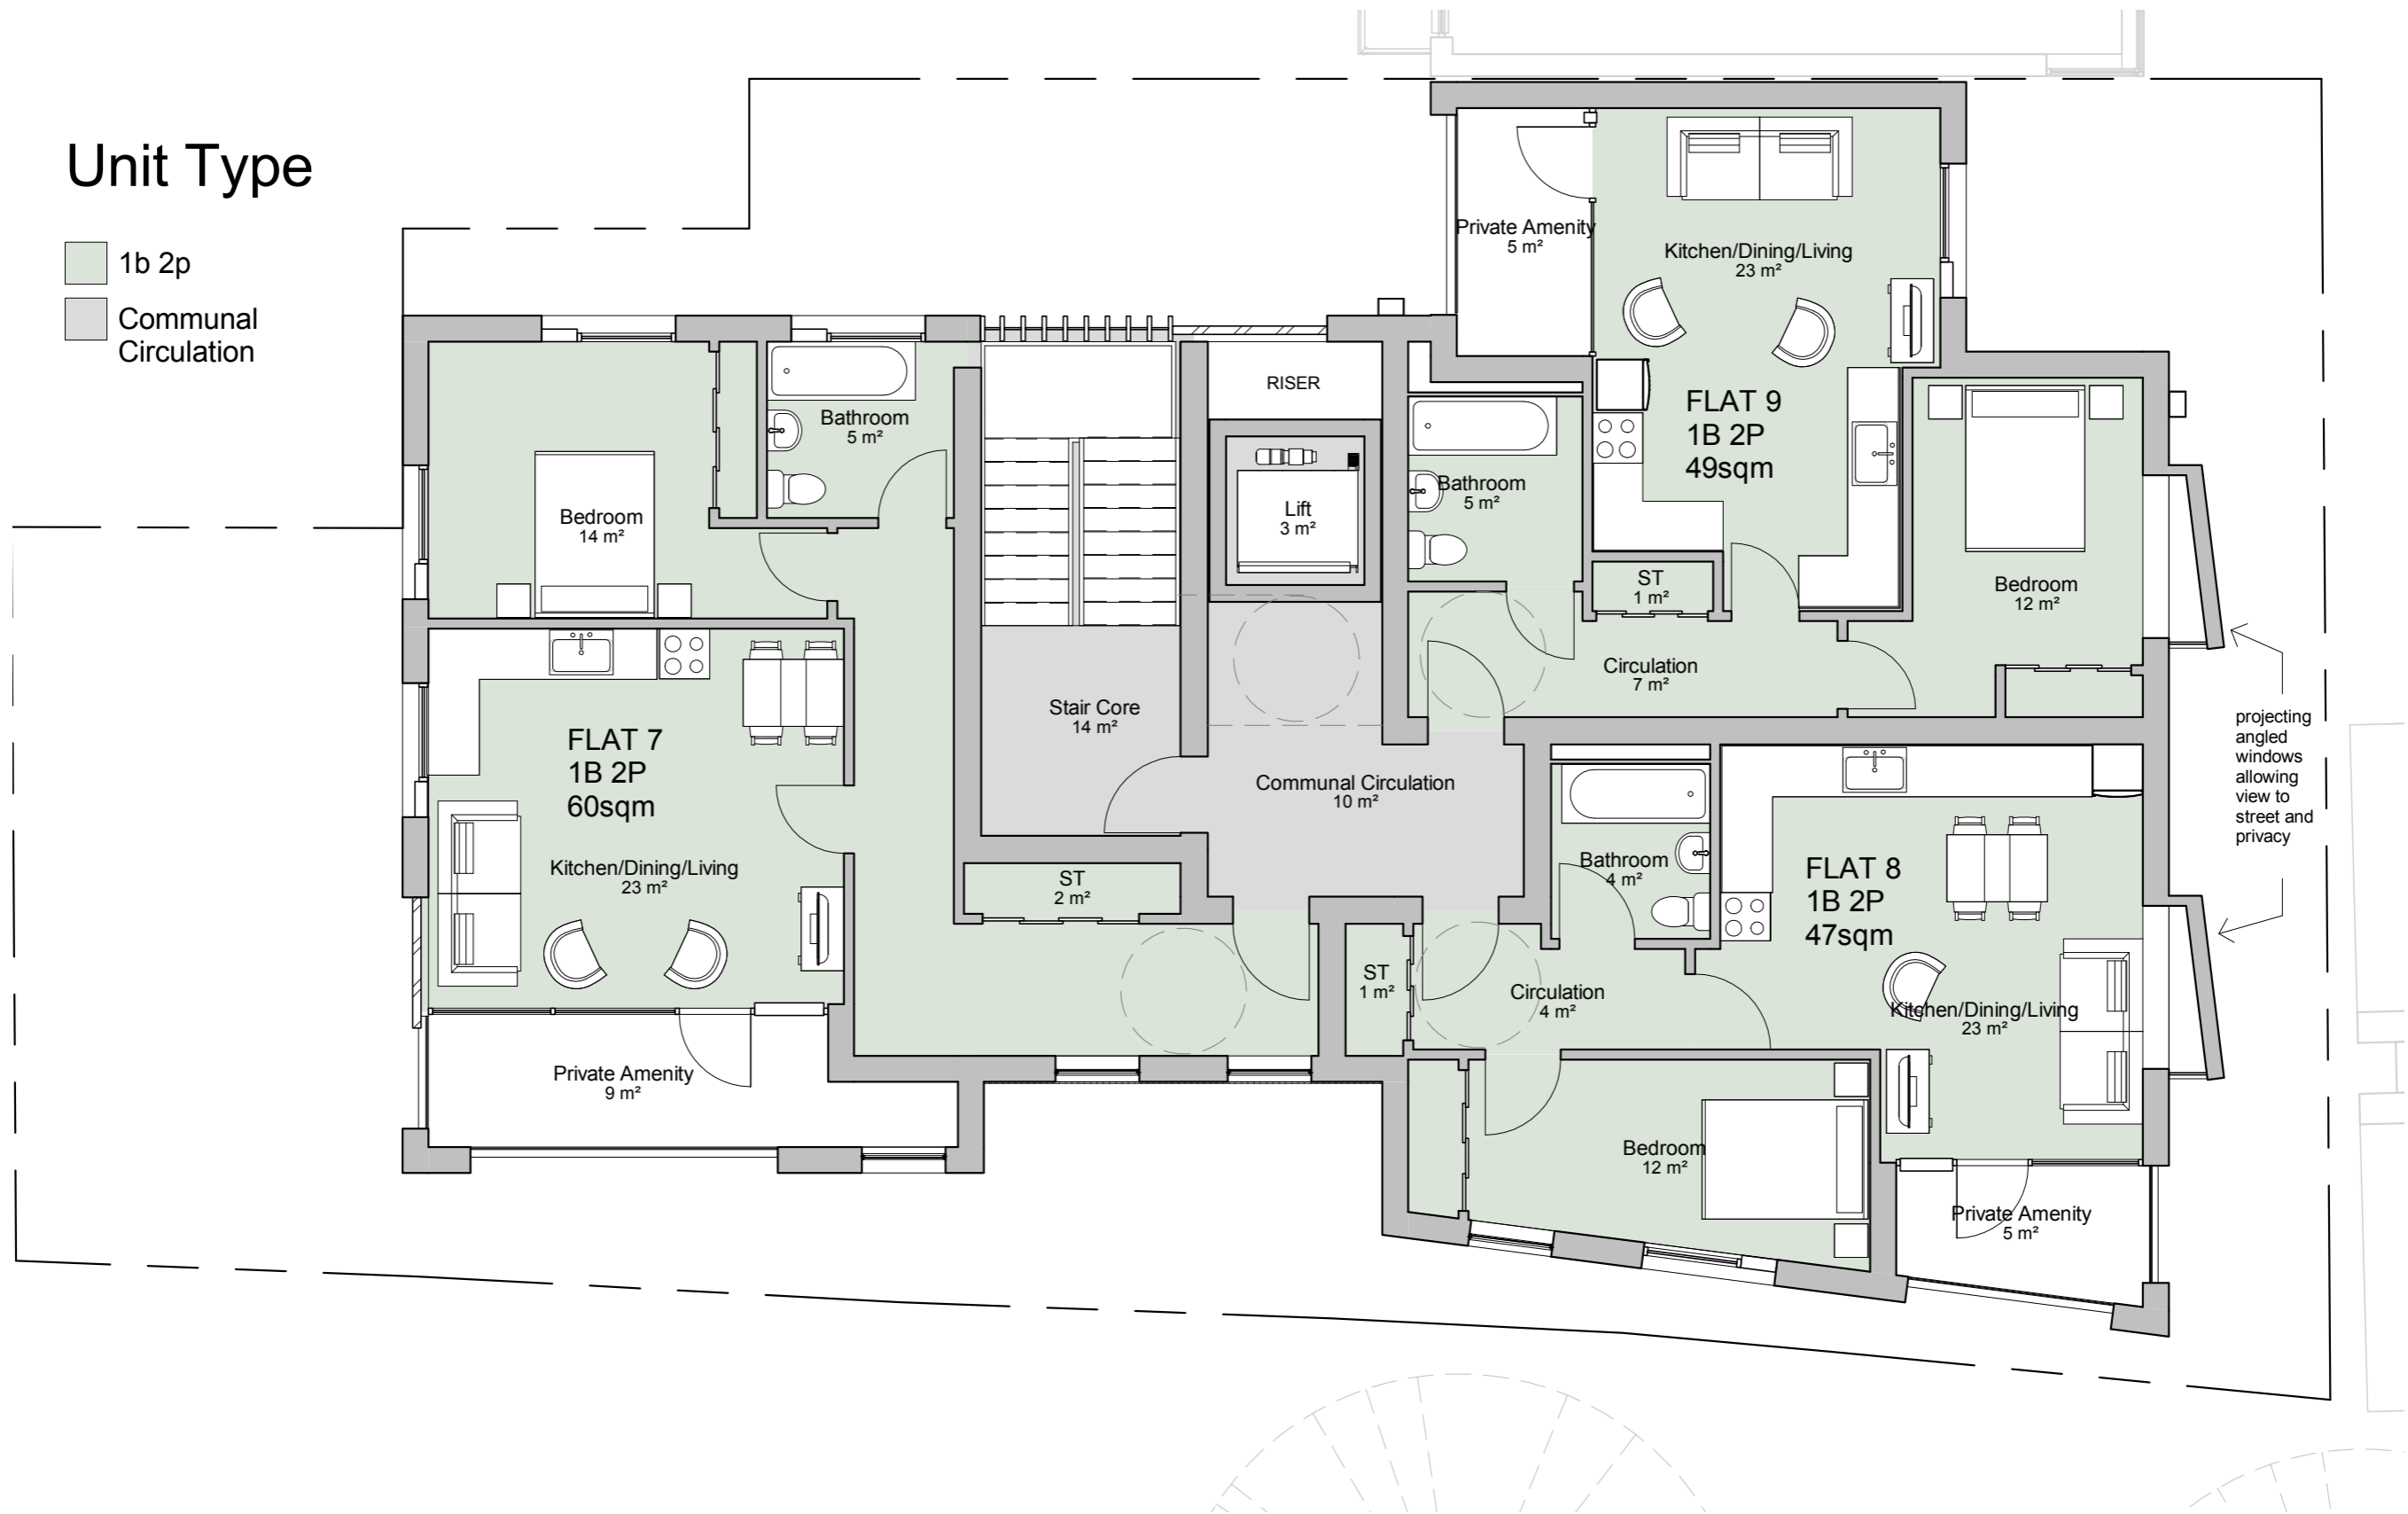 Unit Type
1b 2p
Communal
Circulation
Private Amenity
5 m²
Kitchen/Dining/Living
23 m²
FLAT 9
1B 2P
49sqm
RISER
Lift
3 m²
Bathroom
5 m²
Bedroom
14 m²
Bathroom
5 m²
ST
1 m²
Bedroom
12 m²
Circulation
7 m²
Stair Core
14 m²
Communal Circulation
10 m²
FLAT 7
1B 2P
60sqm
Kitchen/Dining/Living
23 m²
ST
2 m²
Private Amenity
9 m²
ST
1 m²
Circulation
4 m²
Bathroom
4 m²
FLAT 8
1B 2P
47sqm
Kitchen/Dining/Living
23 m²
Bedroom
12 m²
Private Amenity
5 m²
projecting
angled
windows
allowing
view to
street and
privacy